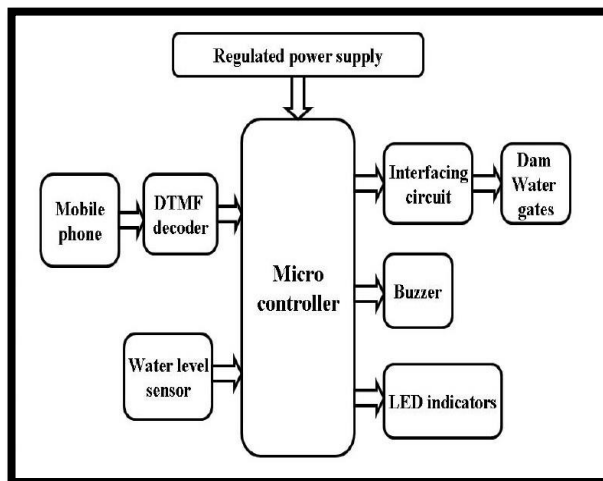 Regulated power supply
Mobile
phone
DTMF
decoder
Water level
sensor
Micro
controller
Interfacing
circuit
Dam
Water
gates
Buzzer
LED indicators